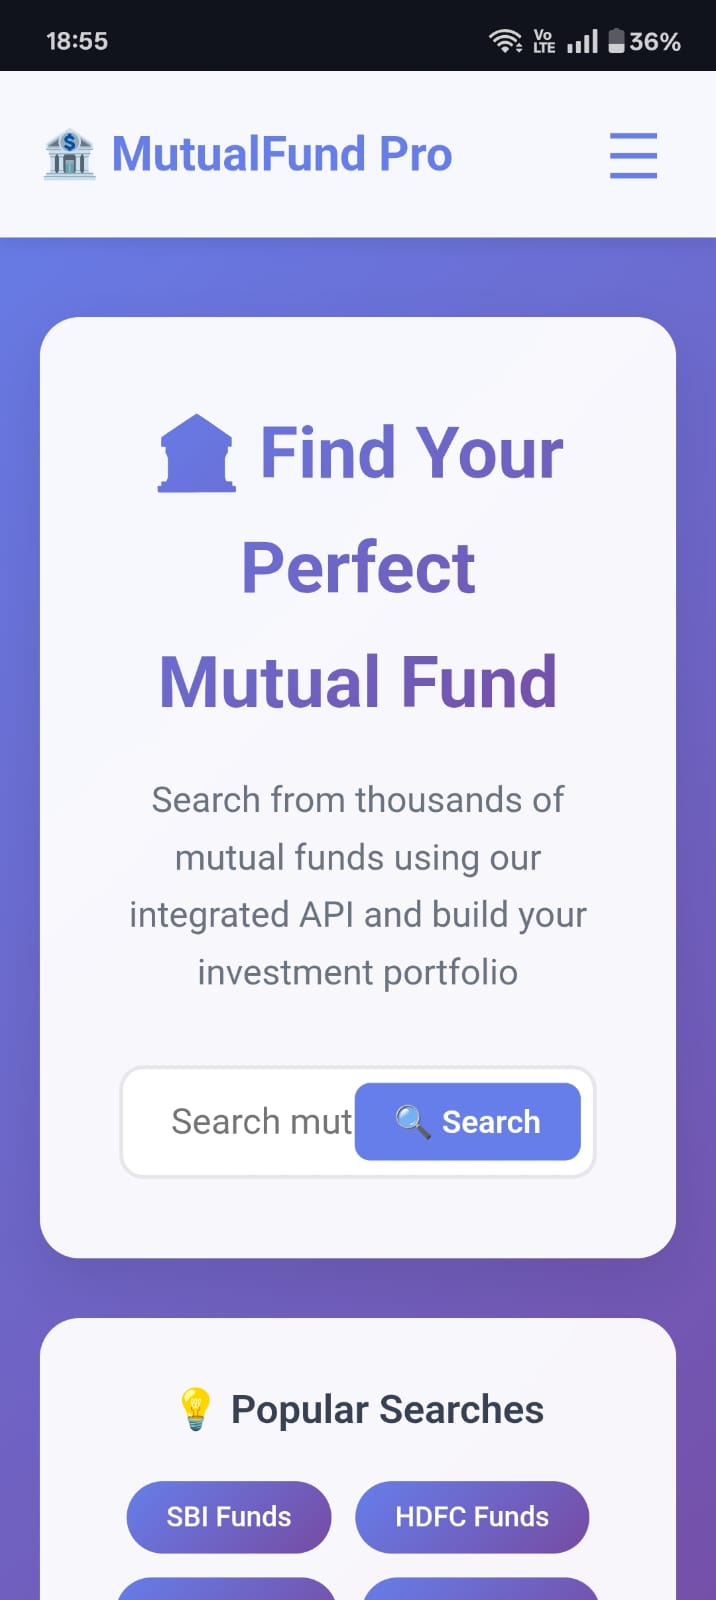 18:55
Vo
LTE
36%
MutualFund Pro
Find Your
Perfect
Mutual Fund
Search from thousands of
mutual funds using our
integrated API and build your
investment portfolio
Search mut
Search
Popular Searches
SBI Funds
HDFC Funds